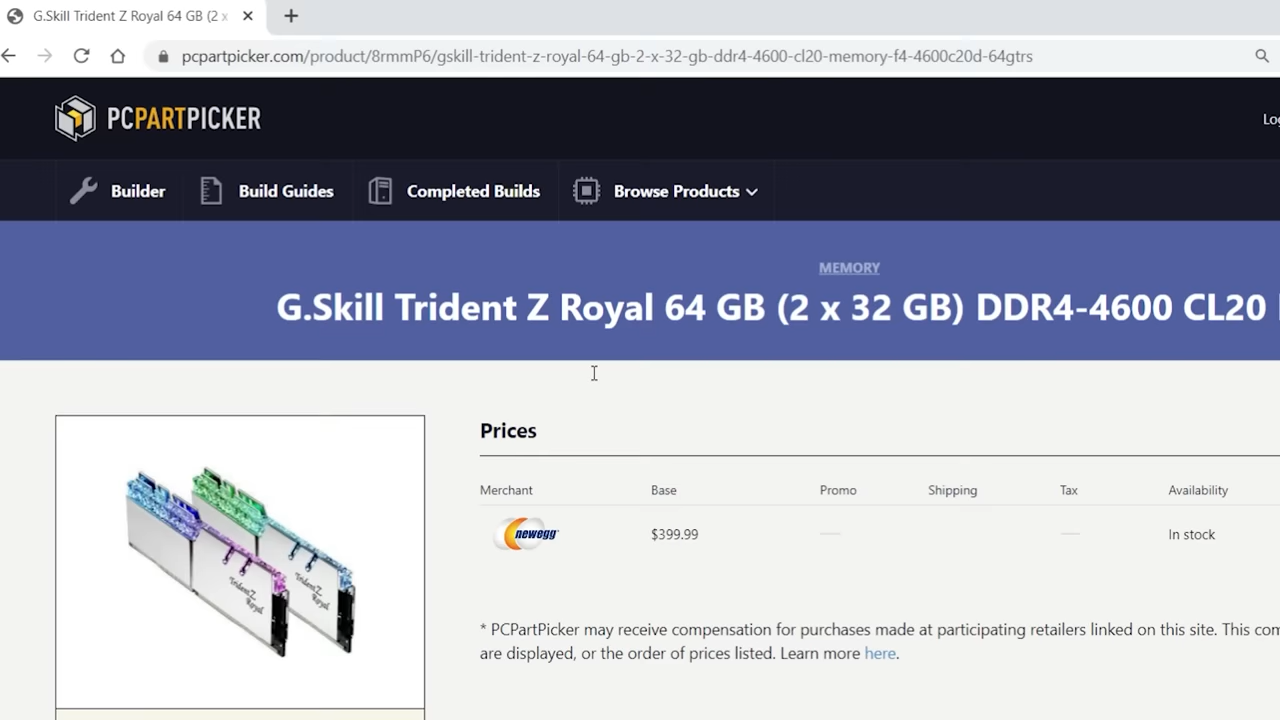 G.Skill Trident Z Royal 64 GB (2 x
pcpartpicker.com/product/8rmmP6/gskill-trident-z-royal-64-gb-2-x-32-gb-ddr4-4600-cl20-memory-f4-4600c20d-64gtrs
PCPARTPICKER
Log
Builder
Build Guides
Completed Builds
Browse Products
MEMORY
G.Skill Trident Z Royal 64 GB (2 x 32 GB) DDR4-4600 CL20
Prices
Merchant Base Promo Shipping Tax Availability
newegg $399.99 — — In stock
Trident Z Royal
Trident Z Royal
* PCPartPicker may receive compensation for purchases made at participating retailers linked on this site. This com
are displayed, or the order of prices listed. Learn more here.